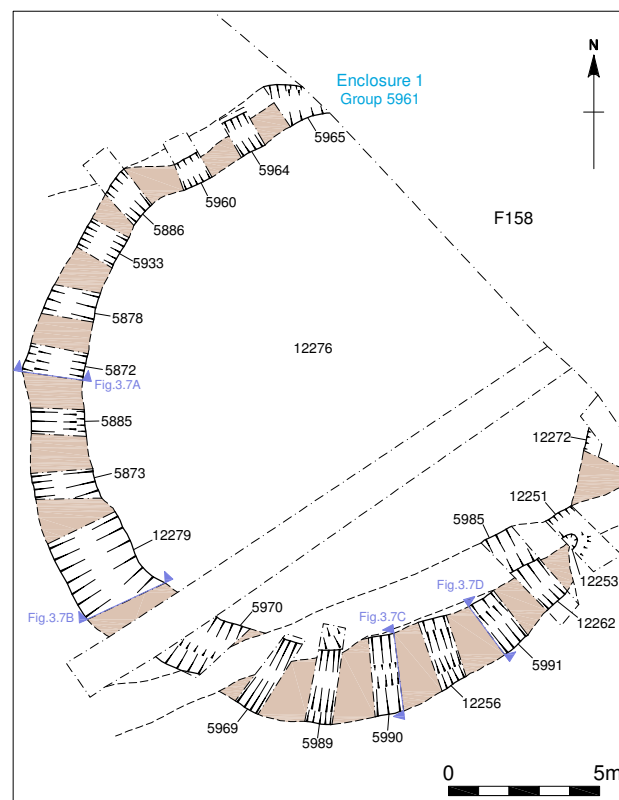 N
Enclosure 1
Group 5961
5965
5964
5960
5886
F158
5933
5878
12276
5872
Fig.3.7A
5885
12272
5873
12251
5985
12279
12253
Fig.3.7D
Fig.3.7B
5970
Fig.3.7C
12262
5991
12256
5969
5989
5990
0
5m